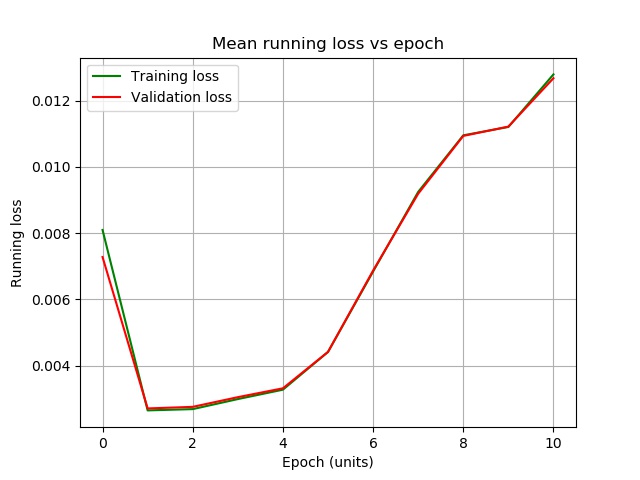 Mean running loss vs epoch
Training loss
Validation loss
0.012
0.010
0.008
0.006
0.004
Running loss
0 2 4 6 8 10
Epoch (units)